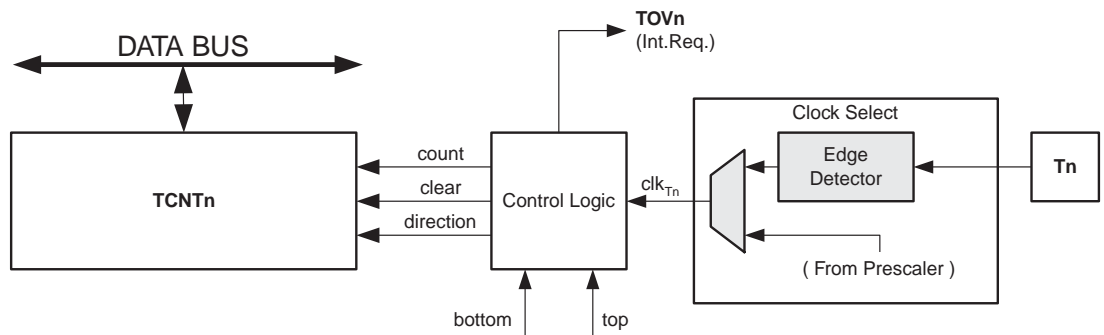 TOVn
(Int.Req.)
DATA BUS
Clock Select
count
Edge
Detector
Tn
TCNTn
clear
Control Logic
clkTn
direction
( From Prescaler )
bottom
top